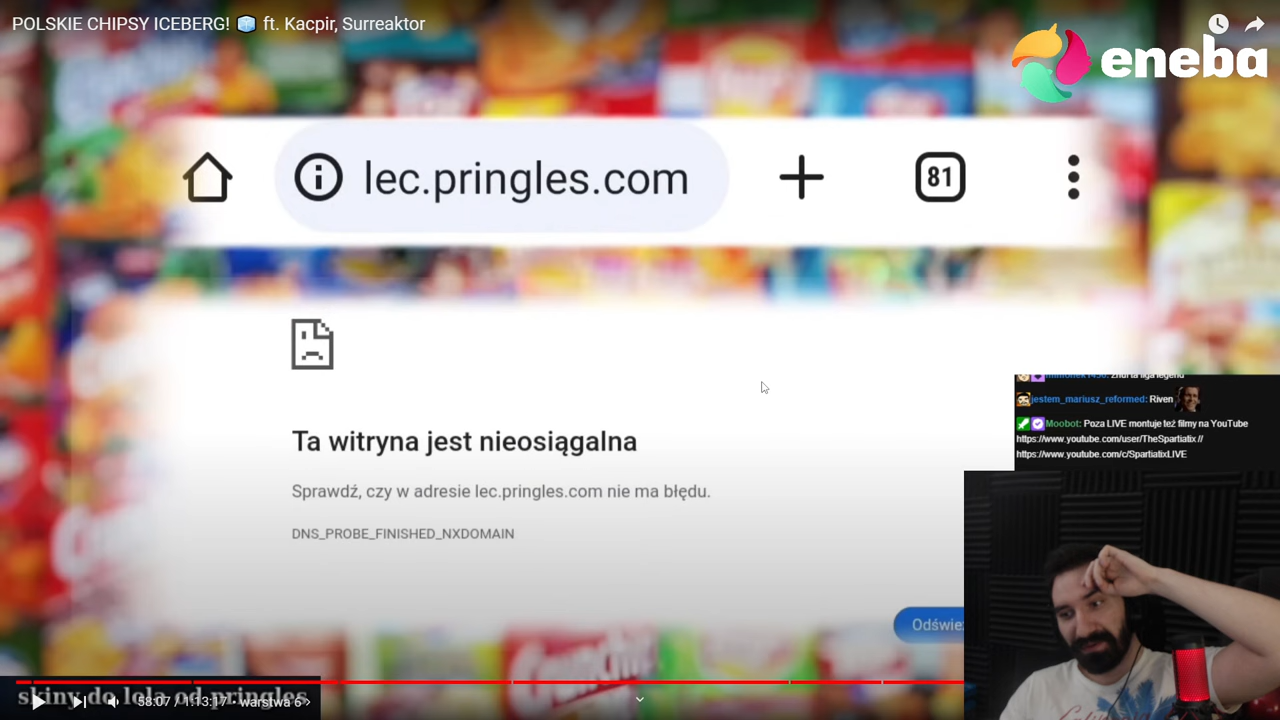 POLSKIE CHIPSY ICEBERG! ft. Kacpir, Surreaktor
eneba
lec.pringles.com
81
Ta witryna jest nieosiągalna
Sprawdź, czy w adresie lec.pringles.com nie ma błędu.
DNS_PROBE_FINISHED_NXDOMAIN
Odśwież
jestem_mariusz_reformed: Riven
Moobot: Poza LIVE montuje też filmy na YouTube
https://www.youtube.com/user/TheSpartiatix //
https://www.youtube.com/c/SpartiatixLIVE
skiny do lola od pringles
58:07 / 1:13:17 • warstwa 6 ›